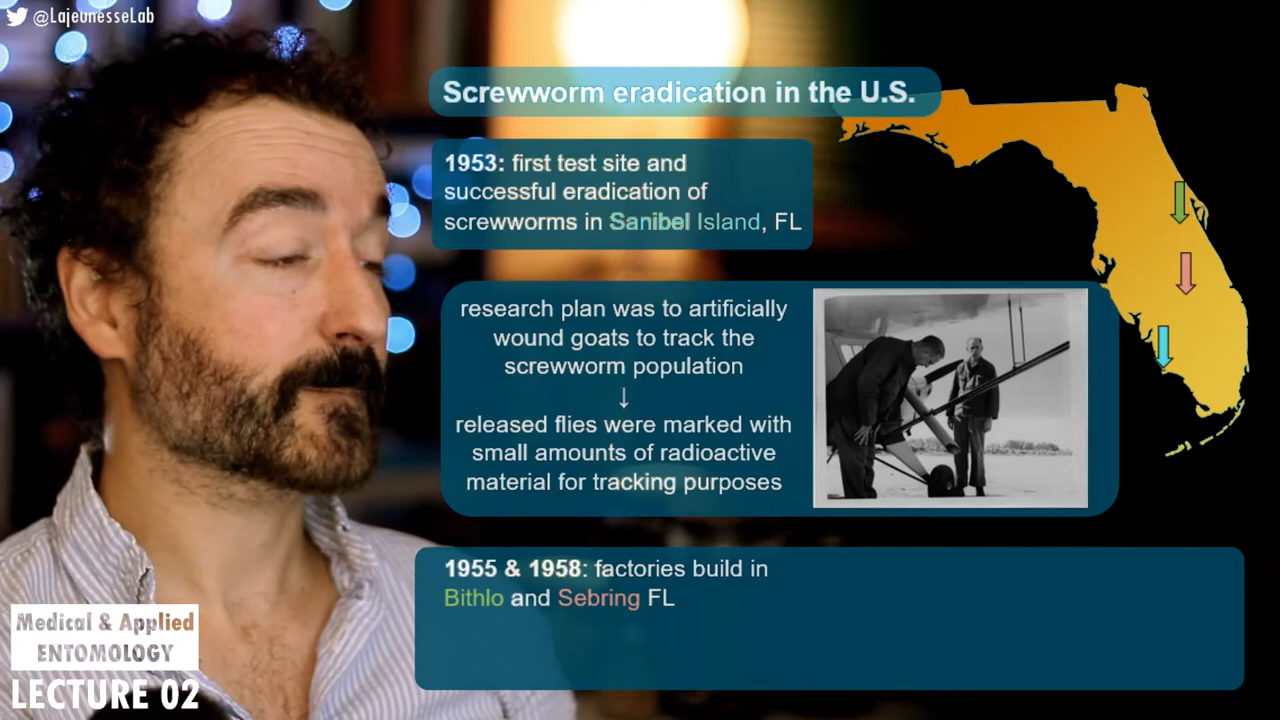 @LajeunesseLab
Screwworm eradication in the U.S.
1953: first test site and
successful eradication of
screwworms in Sanibel Island, FL
research plan was to artificially
wound goats to track the
screwworm population
↓
released flies were marked with
small amounts of radioactive
material for tracking purposes
1955 & 1958: factories build in
Bithlo and Sebring FL
Medical & Applied
ENTOMOLOGY
LECTURE 02